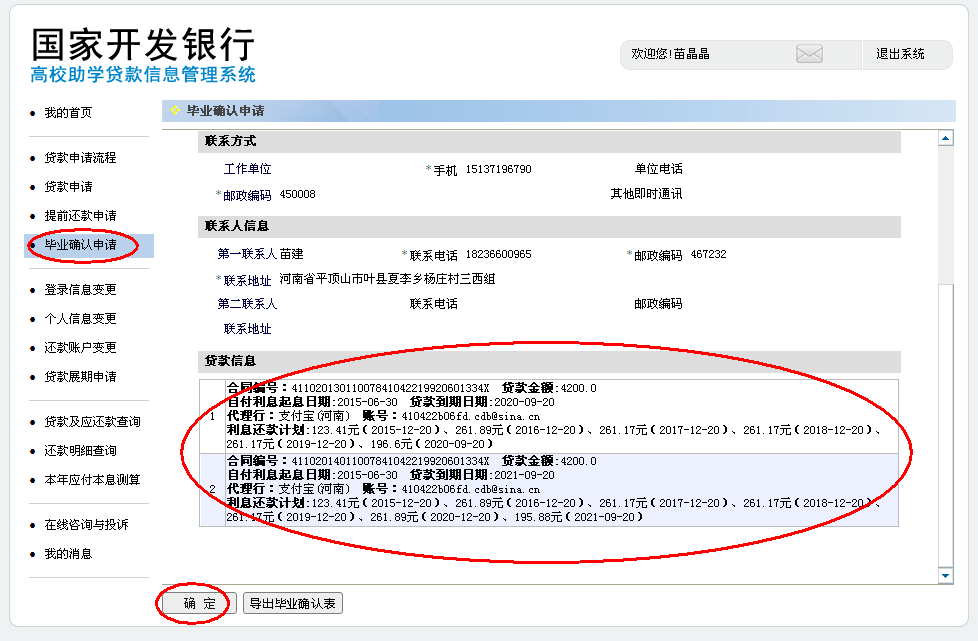 国家开发银行
高校助学贷款信息管理系统
欢迎您!苗晶晶
退出系统
我的首页
贷款申请流程
贷款申请
提前还款申请
毕业确认申请
登录信息变更
个人信息变更
还款账户变更
贷款展期申请
贷款及应还款查询
还款明细查询
本年应付本息测算
在线咨询与投诉
我的消息
毕业确认申请
联系方式
工作单位 *手机 15137196790 单位电话
*邮政编码 450008 其他即时通讯
联系人信息
第一联系人 苗建 *联系电话 18236600965 *邮政编码 467232
*联系地址 河南省平顶山市叶县夏李乡杨庄村三西组
第二联系人 联系电话 邮政编码
联系地址
贷款信息
合同编号：41102013011007841042219920601334X 贷款金额:4200.0
自付利息起息日期:2015-06-30 贷款到期日期:2020-09-20
1 代理行：支付宝(河南) 账号：410422b06fd.cdb@sina.cn
利息还款计划:123.41元(2015-12-20)、261.89元(2016-12-20)、261.17元(2017-12-20)、261.17元(2018-12-20)、
261.17元(2019-12-20)、196.6元(2020-09-20)
合同编号：41102014011007841042219920601334X 贷款金额:4200.0
自付利息起息日期:2015-06-30 贷款到期日期:2021-09-20
2 代理行：支付宝(河南) 账号：410422b06fd.cdb@sina.cn
利息还款计划:123.41元(2015-12-20)、261.89元(2016-12-20)、261.17元(2017-12-20)、261.17元(2018-12-20)、
261.17元(2019-12-20)、261.89元(2020-12-20)、195.88元(2021-09-20)
确 定 导出毕业确认表